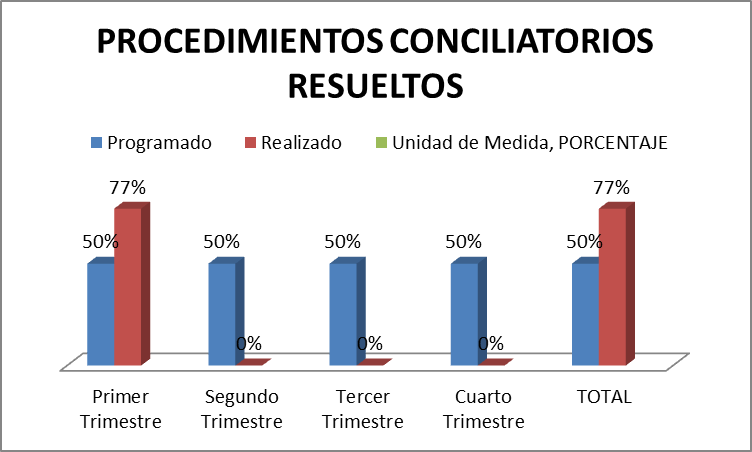 PROCEDIMIENTOS CONCILIATORIOS
RESUELTOS
Programado Realizado Unidad de Medida, PORCENTAJE
77% 77%
50% 50% 50% 50% 50%
0% 0% 0%
Primer Segundo Tercer Cuarto TOTAL
Trimestre Trimestre Trimestre Trimestre